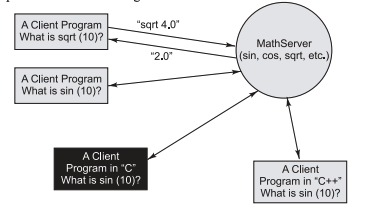 A Client Program
What is sqrt (10)?
"sqrt 4.0"
"2.0"
MathServer
(sin, cos, sqrt, etc.)
A Client Program
What is sin (10)?
A Client
Program in "C"
What is sin (10)?
A Client
Program in "C++"
What is sin (10)?